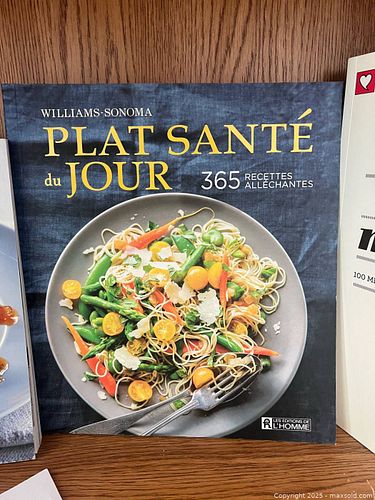 WILLIAMS-SONOMA
PLAT SANTÉ
du JOUR
365 RECETTES
ALLÉCHANTES
LES ÉDITIONS DE
L'HOMME
100 M
Copyright © 2025 - maxsold.com